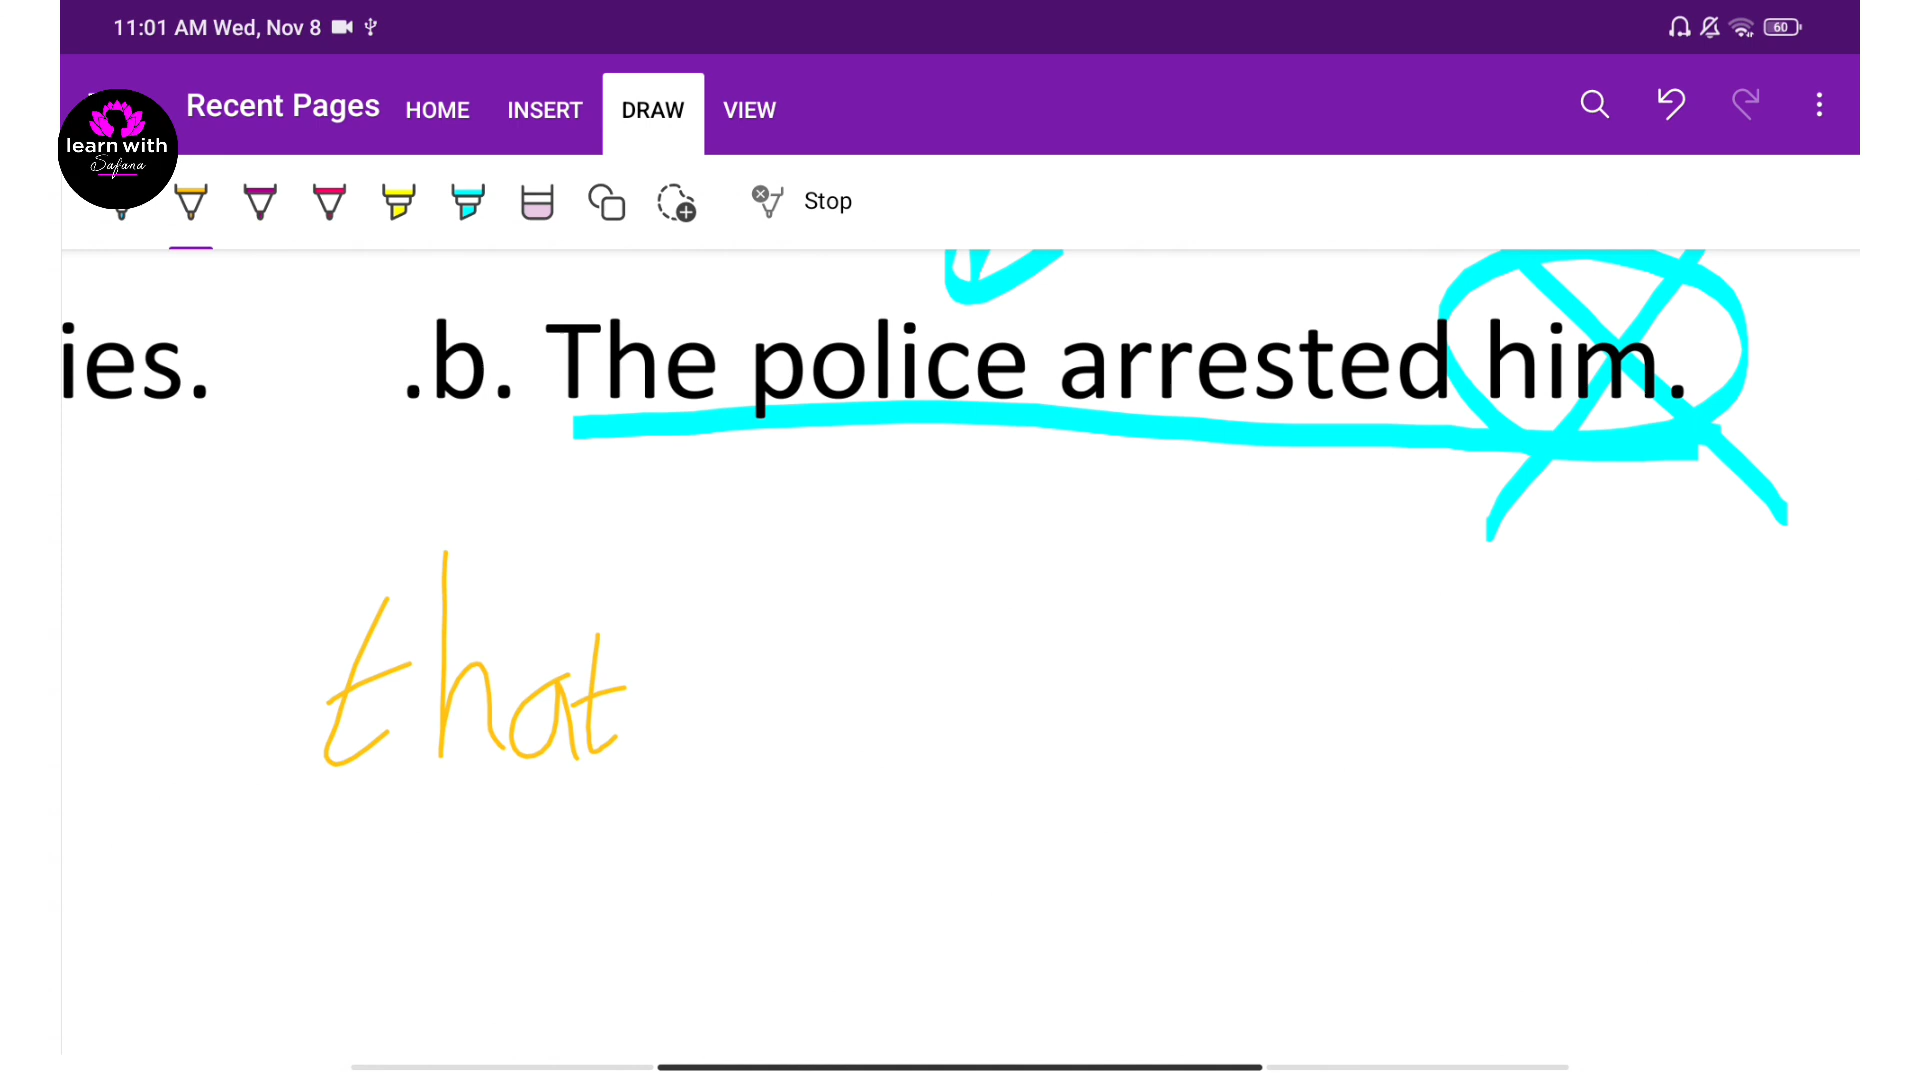 11:01 AM Wed, Nov 8 60
learn with
Safana
Recent Pages HOME INSERT DRAW VIEW
Stop
ies. .b. The police arrested him.
that